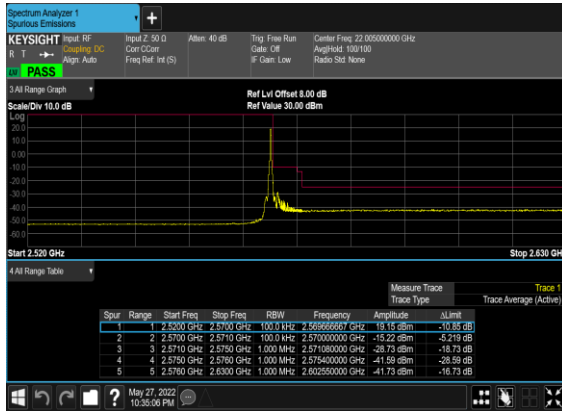 Spectrum Analyzer 1
Spurious Emissions
KEYSIGHT Input: RF Input Z: 50 Ω Atten: 40 dB Trig: Free Run Center Freq: 22.005000000 GHz
R T Coupling: DC Corr CCorr Gate: Off Avg|Hold: 100/100
Align: Auto Freq Ref: Int (S) IF Gain: Low Radio Std: None
PASS
3 All Range Graph
Ref Lvl Offset 8.00 dB
Scale/Div 10.0 dB Ref Value 30.00 dBm
Log
20.0
10.0
0.00
-10.0
-20.0
-30.0
-40.0
-50.0
-60.0
Start 2.520 GHz Stop 2.630 GH
4 All Range Table
Measure Trace Trace 1
Trace Type Trace Average (Active)
Spur Range Start Freq Stop Freq RBW Frequency Amplitude ΔLimit
1 1 2.5200 GHz 2.5700 GHz 100.0 kHz 2.569666667 GHz 19.15 dBm -10.85 dB
2 2 2.5700 GHz 2.5710 GHz 100.0 kHz 2.570000000 GHz -15.22 dBm -5.219 dB
3 3 2.5710 GHz 2.5750 GHz 1.000 MHz 2.571080000 GHz -28.73 dBm -18.73 dB
4 4 2.5750 GHz 2.5760 GHz 1.000 MHz 2.575400000 GHz -41.59 dBm -28.59 dB
5 5 2.5760 GHz 2.6300 GHz 1.000 MHz 2.602550000 GHz -41.73 dBm -16.73 dB
May 27, 2022
10:35:06 PM